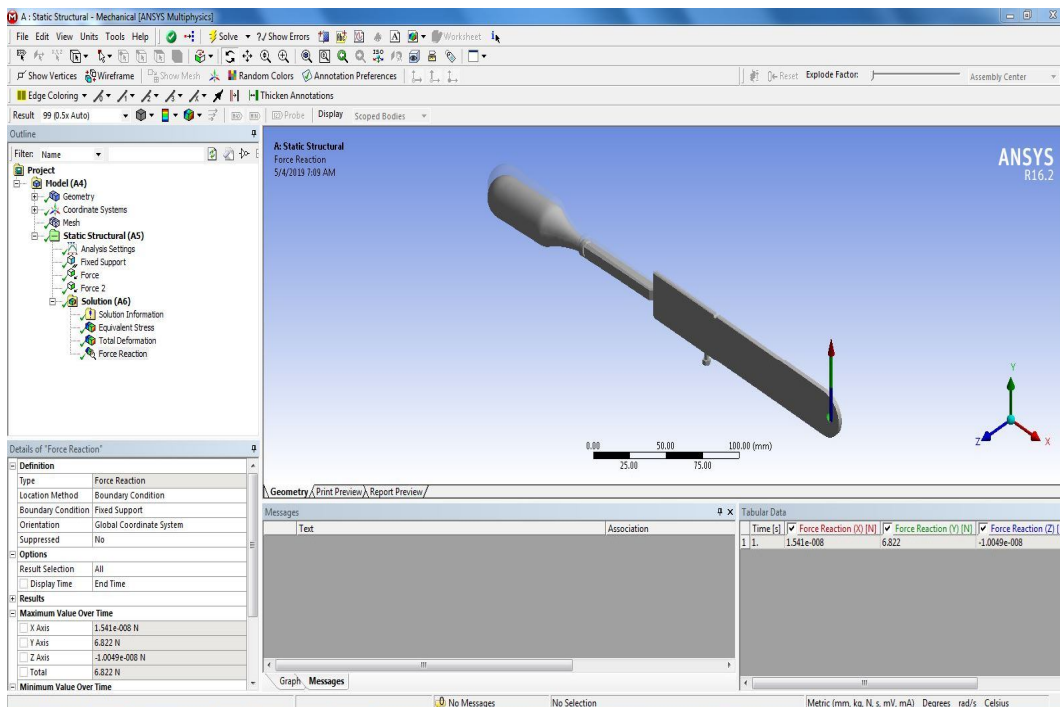 A : Static Structural - Mechanical [ANSYS Multiphysics]
File Edit View Units Tools Help Solve ?/ Show Errors Worksheet
Show Vertices Wireframe Show Mesh Random Colors Annotation Preferences Reset Explode Factor: Assembly Center
Edge Coloring Thicken Annotations
Result 99 (0.5x Auto) Probe Display Scoped Bodies
Outline
Filter: Name
Project
Model (A4)
Geometry
Coordinate Systems
Mesh
Static Structural (A5)
Analysis Settings
Fixed Support
Force
Force 2
Solution (A6)
Solution Information
Equivalent Stress
Total Deformation
Force Reaction
A: Static Structural
Force Reaction
5/4/2019 7:09 AM
ANSYS
R16.2
Y
Z X
0.00 50.00 100.00 (mm)
25.00 75.00
Geometry Print Preview Report Preview
Details of "Force Reaction"
Definition
Type Force Reaction
Location Method Boundary Condition
Boundary Condition Fixed Support
Orientation Global Coordinate System
Suppressed No
Options
Result Selection All
Display Time End Time
Results
Maximum Value Over Time
X Axis 1.541e-008 N
Y Axis 6.822 N
Z Axis -1.0049e-008 N
Total 6.822 N
Minimum Value Over Time
Messages
Text Association
Graph Messages
Tabular Data
Time [s] Force Reaction (X) [N] Force Reaction (Y) [N] Force Reaction (Z) [
1 1. 1.541e-008 6.822 -1.0049e-008
No Messages No Selection Metric (mm, kg, N, s, mV, mA) Degrees rad/s Celsius